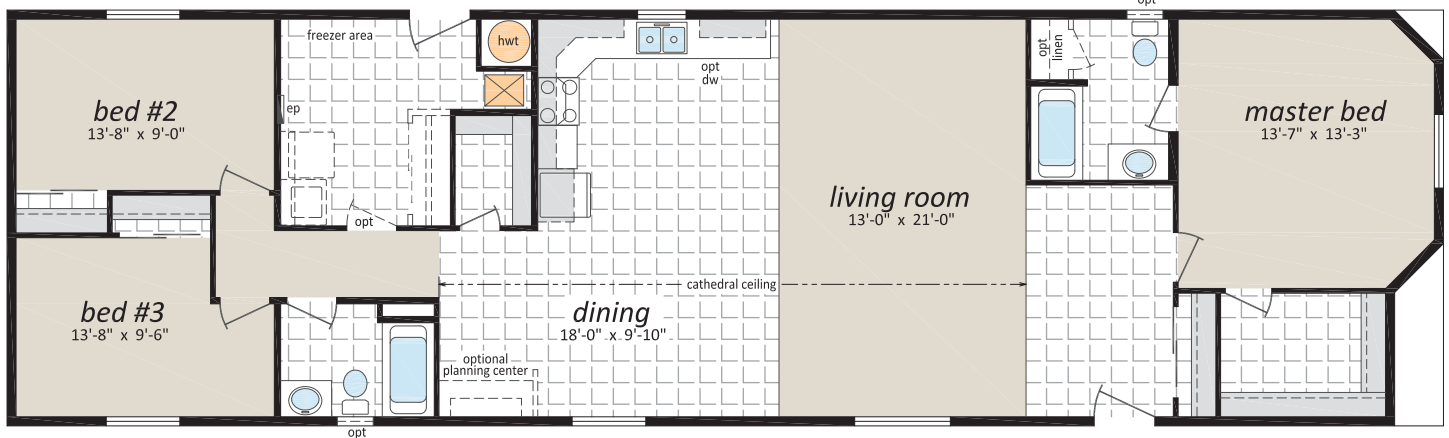 opt
freezer area
hwt
opt
linen
bed #2
13'-8" x 9'-0"
ep
opt
dw
master bed
13'-7" x 13'-3"
living room
13'-0" x 21'-0"
opt
cathedral ceiling
bed #3
13'-8" x 9'-6"
dining
18'-0" x 9'-10"
optional
planning center
opt